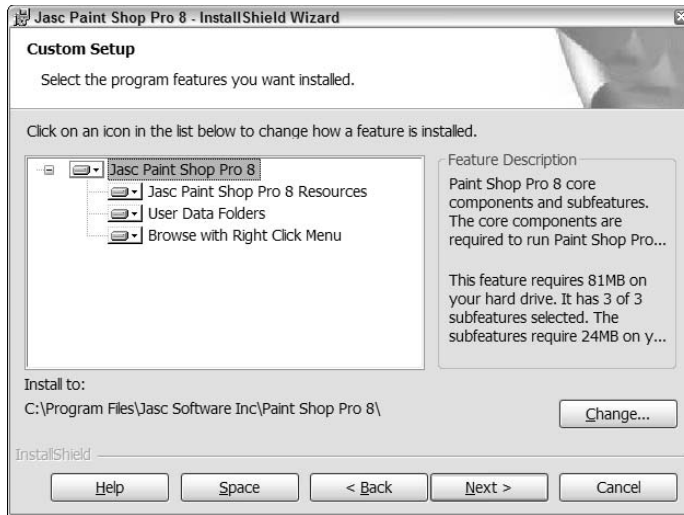 Jasc Paint Shop Pro 8 - InstallShield Wizard
Custom Setup
Select the program features you want installed.
Click on an icon in the list below to change how a feature is installed.
Jasc Paint Shop Pro 8
Jasc Paint Shop Pro 8 Resources
User Data Folders
Browse with Right Click Menu
Feature Description
Paint Shop Pro 8 core
components and subfeatures.
The core components are
required to run Paint Shop Pro...
This feature requires 81MB on
your hard drive. It has 3 of 3
subfeatures selected. The
subfeatures require 24MB on y...
Install to:
C:\Program Files\Jasc Software Inc\Paint Shop Pro 8\
Change...
InstallShield
Help
Space
< Back
Next >
Cancel